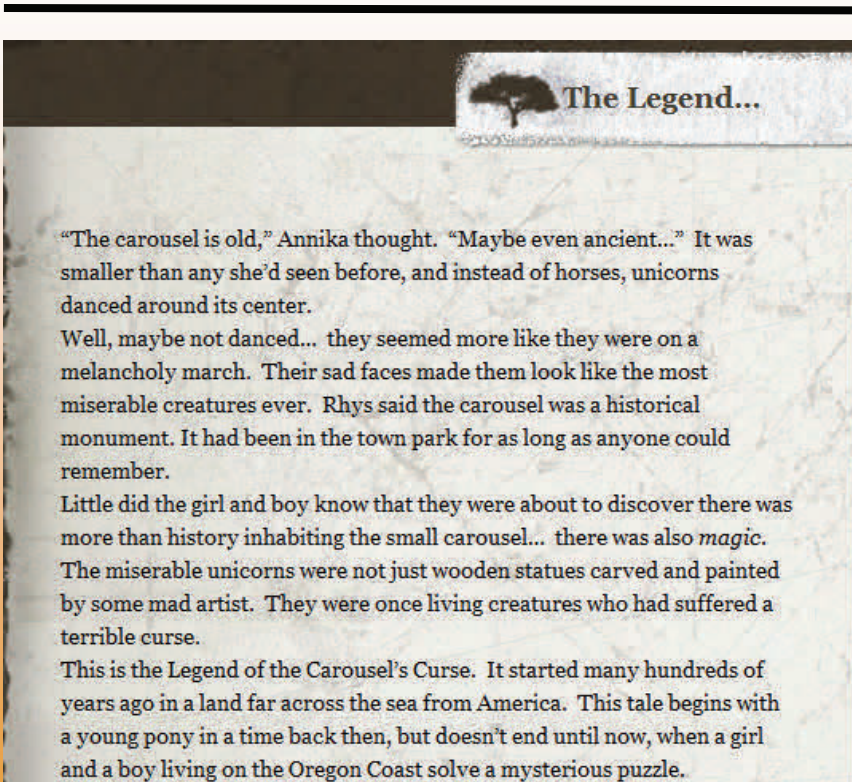 The Legend...
“The carousel is old,” Annika thought.  “Maybe even ancient...”  It was
smaller than any she’d seen before, and instead of horses, unicorns
danced around its center.
Well, maybe not danced...  they seemed more like they were on a
melancholy march.  Their sad faces made them look like the most
miserable creatures ever.  Rhys said the carousel was a historical
monument. It had been in the town park for as long as anyone could
remember.
Little did the girl and boy know that they were about to discover there was
more than history inhabiting the small carousel...  there was also magic.
The miserable unicorns were not just wooden statues carved and painted
by some mad artist.  They were once living creatures who had suffered a
terrible curse.
This is the Legend of the Carousel’s Curse.  It started many hundreds of
years ago in a land far across the sea from America.  This tale begins with
a young pony in a time back then, but doesn’t end until now, when a girl
and a boy living on the Oregon Coast solve a mysterious puzzle.